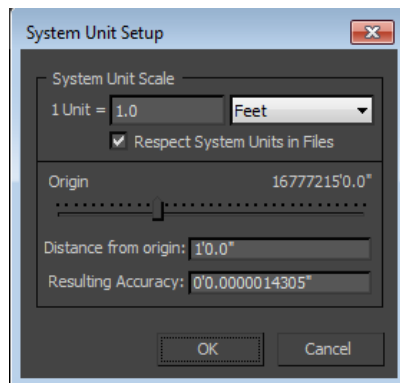 System Unit Setup
System Unit Scale
1 Unit = 1.0 Feet
Respect System Units in Files
Origin 16777215'0.0"
Distance from origin: 1'0.0"
Resulting Accuracy: 0'0.0000014305"
OK Cancel